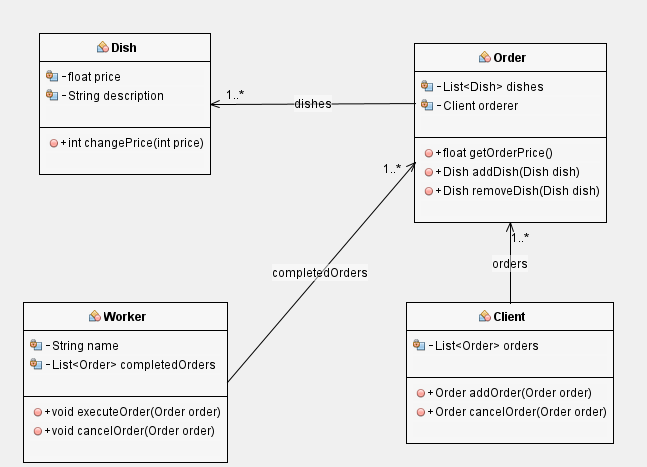 Dish
- float price
- String description
+ int changePrice(int price)
Order
- List<Dish> dishes
- Client orderer
+ float getOrderPrice()
+ Dish addDish(Dish dish)
+ Dish removeDish(Dish dish)
1..*
dishes
1..*
completedOrders
1..*
orders
Worker
- String name
- List<Order> completedOrders
+ void executeOrder(Order order)
+ void cancelOrder(Order order)
Client
- List<Order> orders
+ Order addOrder(Order order)
+ Order cancelOrder(Order order)